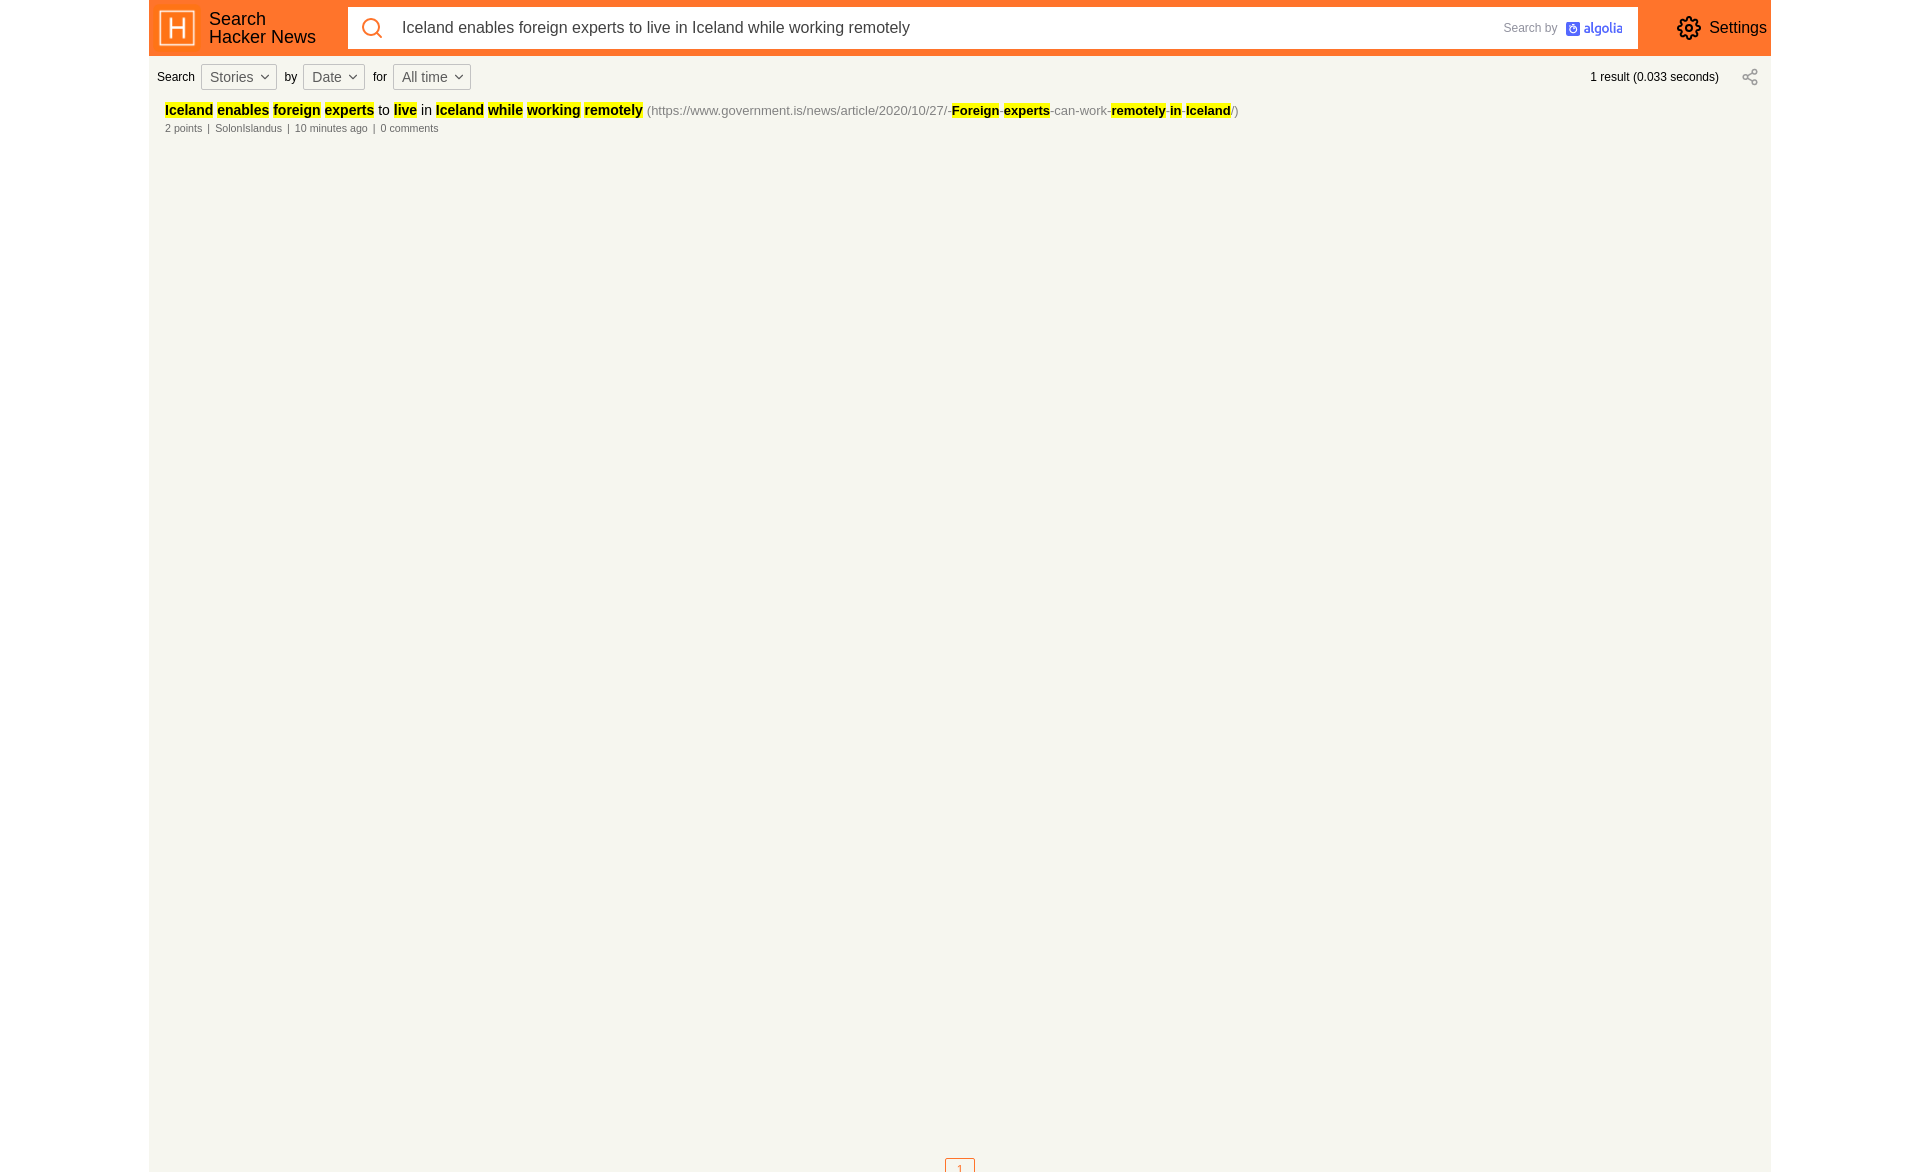 Search
Hacker News
Iceland enables foreign experts to live in Iceland while working remotely
Search by algolia
Settings
Search Stories by Date for All time
1 result (0.033 seconds)
Iceland enables foreign experts to live in Iceland while working remotely (https://www.government.is/news/article/2020/10/27/-Foreign-experts-can-work-remotely-in-Iceland/)
2 points | SolonIslandus | 10 minutes ago | 0 comments
1